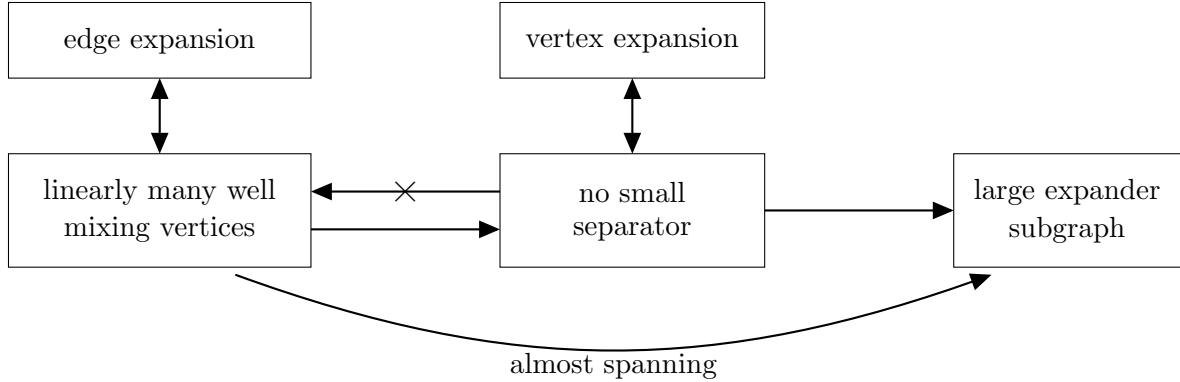 edge expansion
vertex expansion
linearly many well
mixing vertices
no small
separator
large expander
subgraph
almost spanning